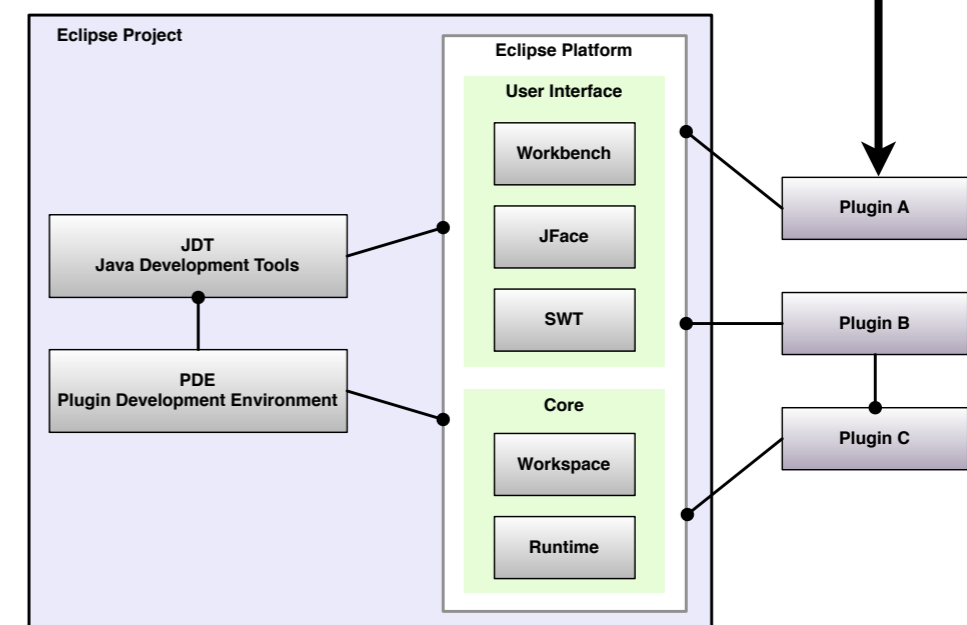 Eclipse Project
Eclipse Platform
User Interface
Workbench
JFace
SWT
Core
Workspace
Runtime
JDT
Java Development Tools
PDE
Plugin Development Environment
Plugin A
Plugin B
Plugin C